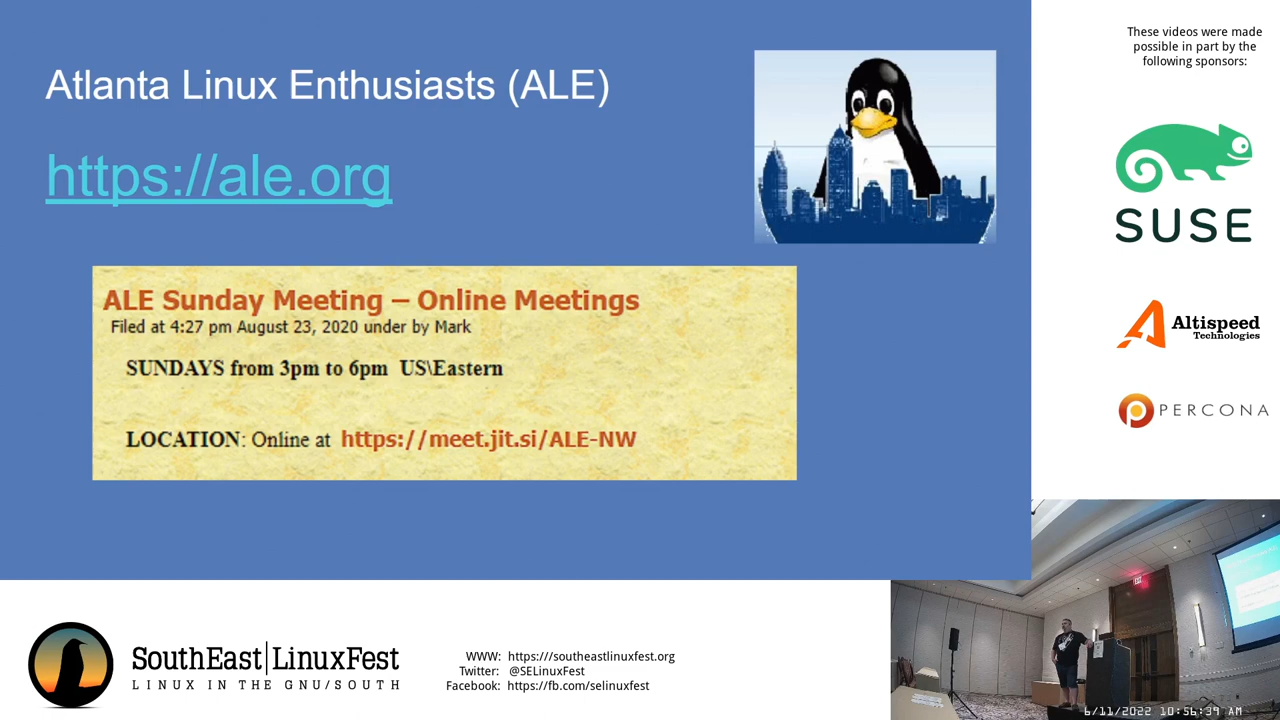 Atlanta Linux Enthusiasts (ALE)
https://ale.org
ALE Sunday Meeting – Online Meetings
Filed at 4:27 pm August 23, 2020 under by Mark
SUNDAYS from 3pm to 6pm US\Eastern
LOCATION: Online at https://meet.jit.si/ALE-NW
These videos were made
possible in part by the
following sponsors:
SUSE
Altispeed
Technologies
PERCONA
SouthEast LinuxFest
LINUX IN THE GNU/SOUTH
WWW: https:///southeastlinuxfest.org
Twitter: @SELinuxFest
Facebook: https://fb.com/selinuxfest
6/11/2022 10:56:39 AM